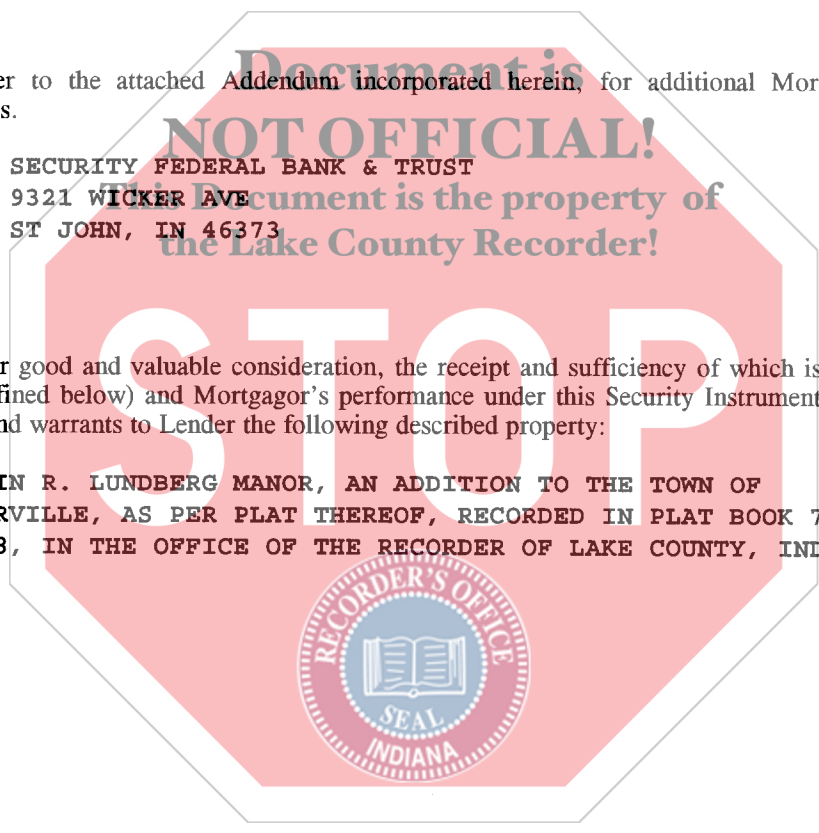 Document is
er to the attached Addendum incorporated herein, for additional Mor
s.
NOT OFFICIAL!
SECURITY FEDERAL BANK & TRUST
9321 WICKER AVE
This Document is the property of
ST JOHN, IN 46373
the Lake County Recorder!
STOP
r good and valuable consideration, the receipt and sufficiency of which is
fined below) and Mortgagor's performance under this Security Instrument
nd warrants to Lender the following described property:
IN R. LUNDBERG MANOR, AN ADDITION TO THE TOWN OF
RVILLE, AS PER PLAT THEREOF, RECORDED IN PLAT BOOK 7
3, IN THE OFFICE OF THE RECORDER OF LAKE COUNTY, IND
RECORDER'S OFFICE
SEAL
INDIANA